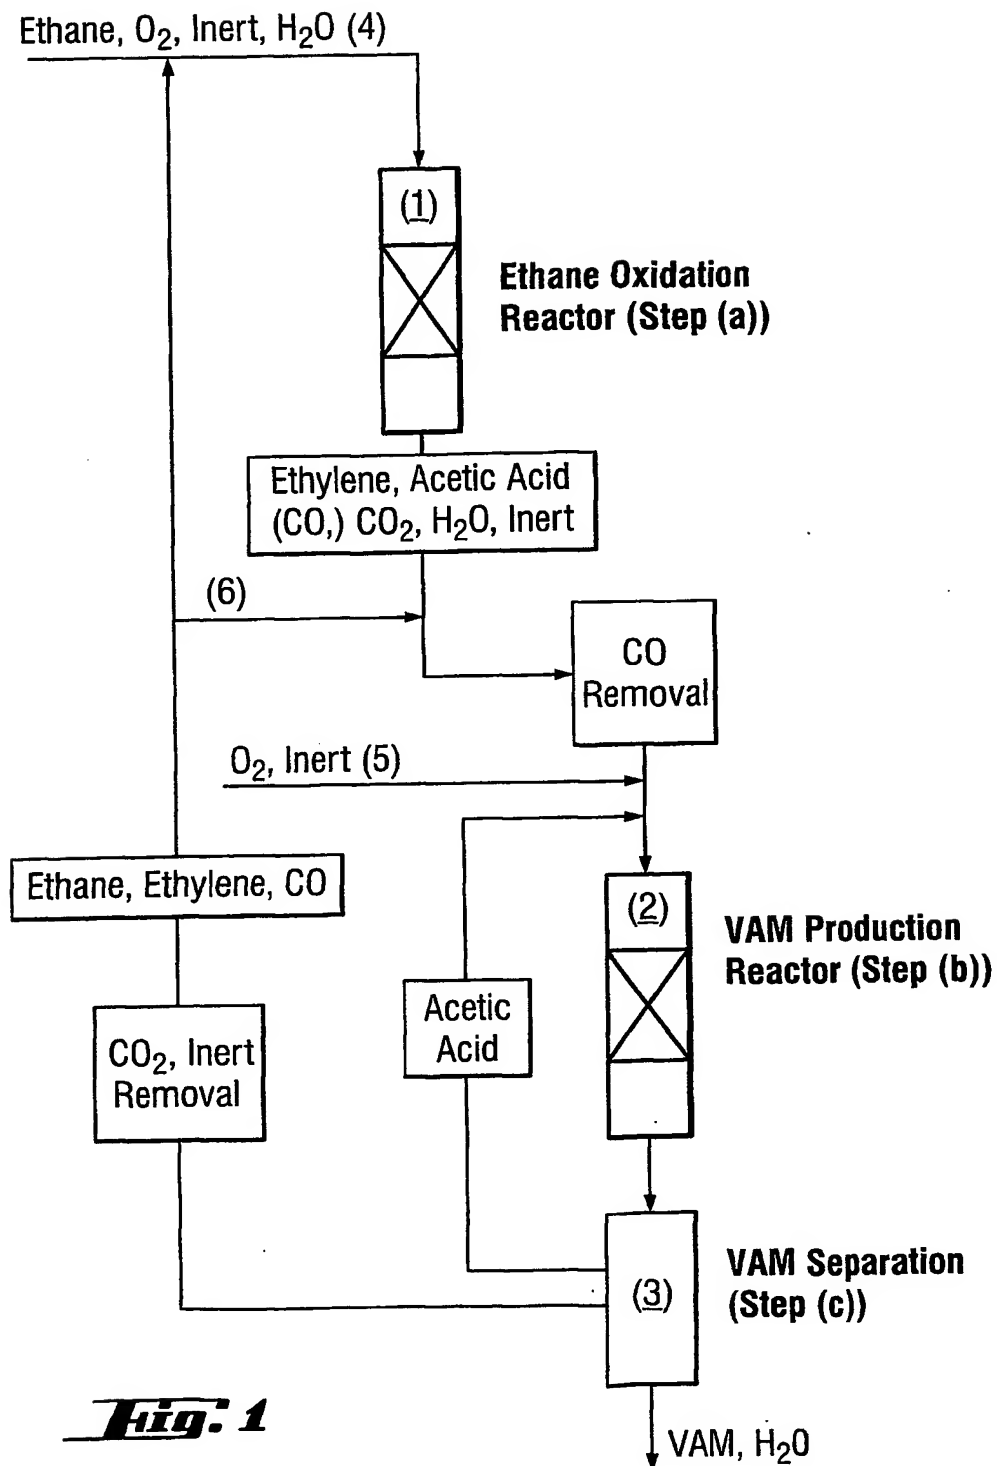 Ethane, O₂, Inert, H₂O (4)
(1)
Ethane Oxidation
Reactor (Step (a))
Ethylene, Acetic Acid
(CO,) CO₂, H₂O, Inert
(6)
CO
Removal
O₂, Inert (5)
Ethane, Ethylene, CO
(2)
VAM Production
Reactor (Step (b))
Acetic
Acid
CO₂, Inert
Removal
VAM Separation
(Step (c))
(3)
Fig. 1
VAM, H₂O